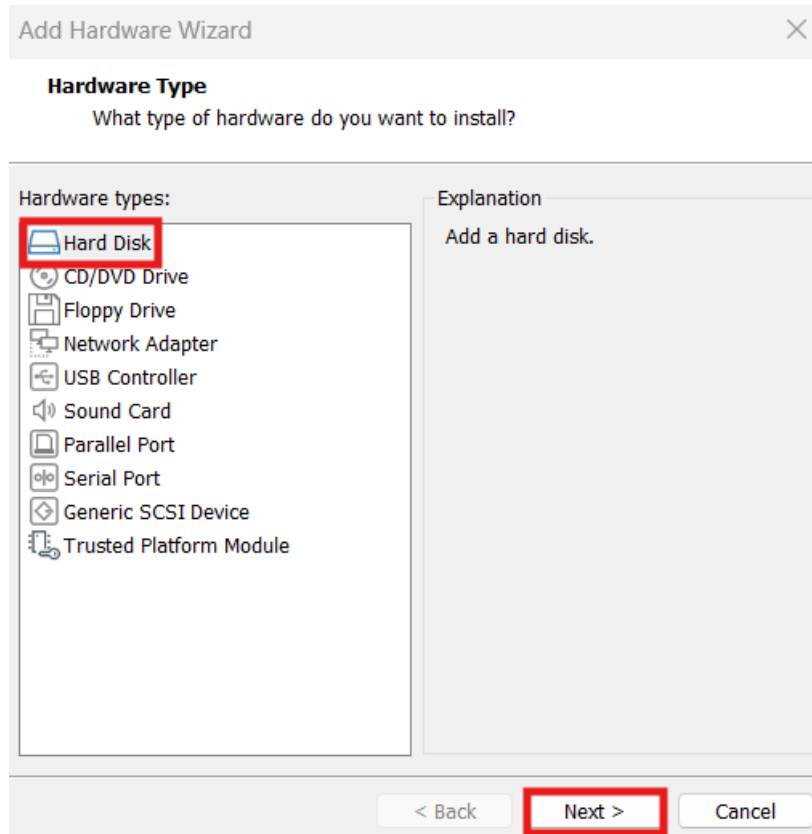 Add Hardware Wizard
Hardware Type
What type of hardware do you want to install?
Hardware types:
Hard Disk
CD/DVD Drive
Floppy Drive
Network Adapter
USB Controller
Sound Card
Parallel Port
Serial Port
Generic SCSI Device
Trusted Platform Module
Explanation
Add a hard disk.
< Back
Next >
Cancel